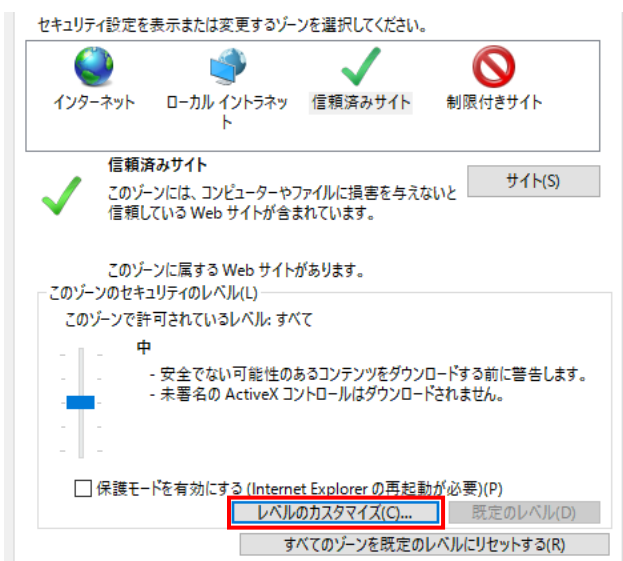 セキュリティ設定を表示または変更するゾーンを選択してください。
インターネット
ローカル イントラネッ
ト
信頼済みサイト
制限付きサイト
信頼済みサイト
このゾーンには、コンピューターやファイルに損害を与えないと
信頼している Web サイトが含まれています。
サイト(S)
このゾーンに属する Web サイトがあります。
このゾーンのセキュリティのレベル(L)
このゾーンで許可されているレベル: すべて
中
- 安全でない可能性のあるコンテンツをダウンロードする前に警告します。
- 未署名の ActiveX コントロールはダウンロードされません。
保護モードを有効にする (Internet Explorer の再起動が必要)(P)
レベルのカスタマイズ(C)...
既定のレベル(D)
すべてのゾーンを既定のレベルにリセットする(R)